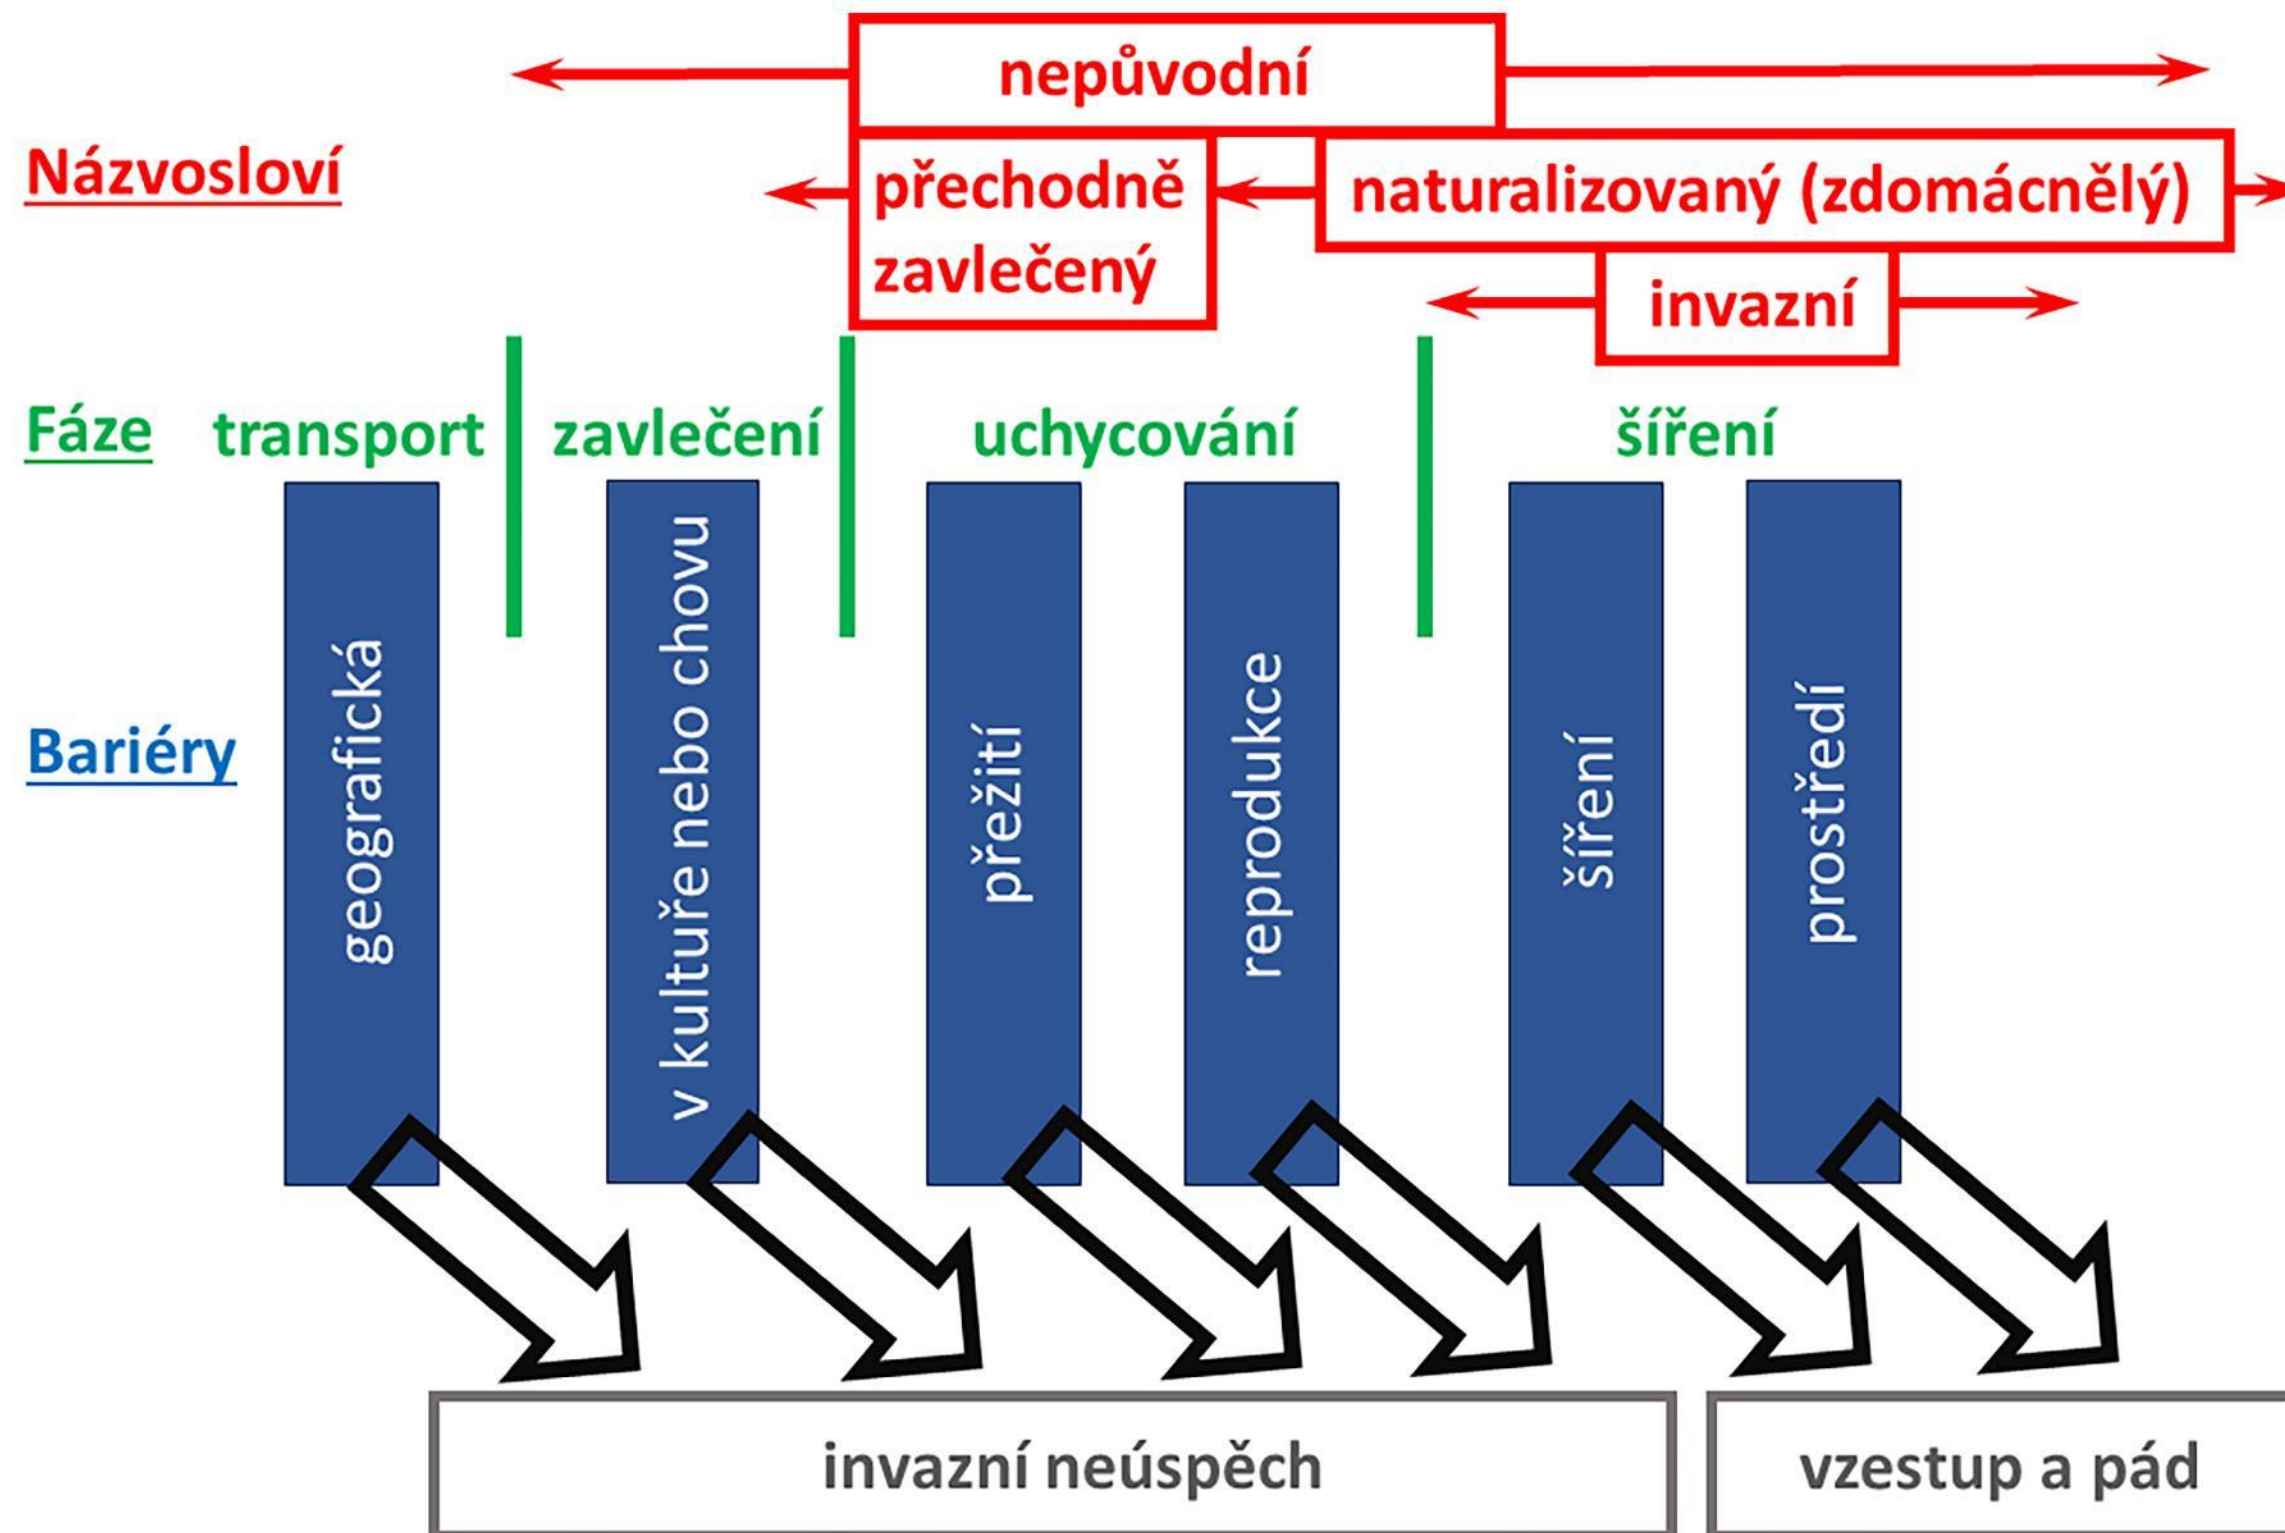 nepůvodní
Názvosloví
přechodně
zavlečený
naturalizovaný (zdomácnělý)
invazní
Fáze
transport
zavlečení
uchycování
šíření
Bariéry
geografická
v kultuře nebo chovu
přežití
reprodukce
šíření
prostředí
invazní neúspěch
vzestup a pád